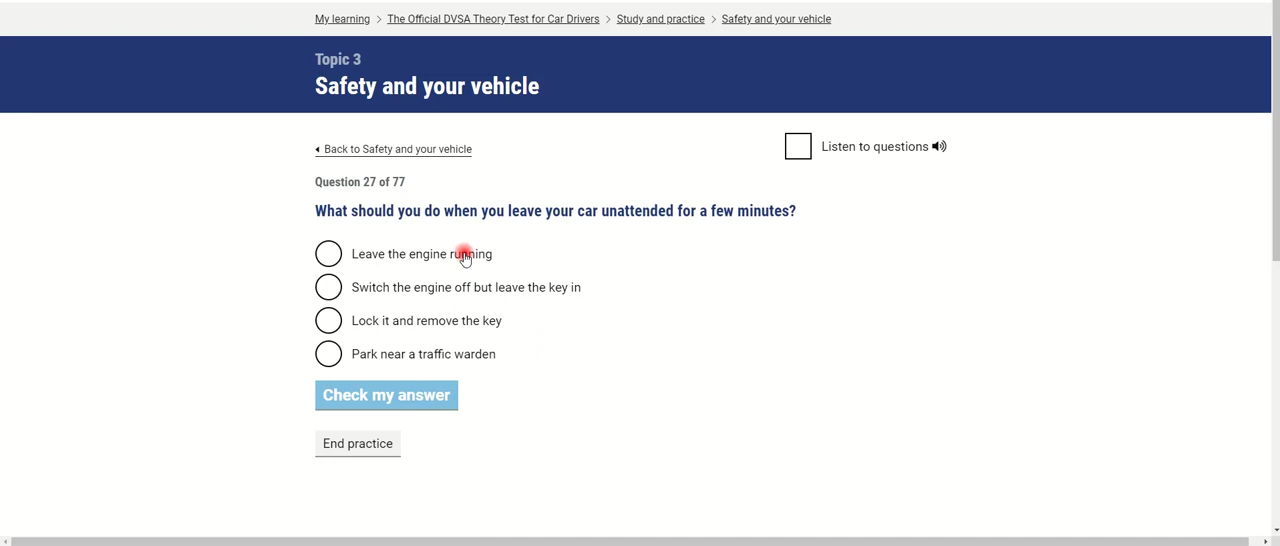 My learning > The Official DVSA Theory Test for Car Drivers > Study and practice > Safety and your vehicle
Topic 3
Safety and your vehicle
Back to Safety and your vehicle
Listen to questions
Question 27 of 77
What should you do when you leave your car unattended for a few minutes?
Leave the engine running
Switch the engine off but leave the key in
Lock it and remove the key
Park near a traffic warden
Check my answer
End practice